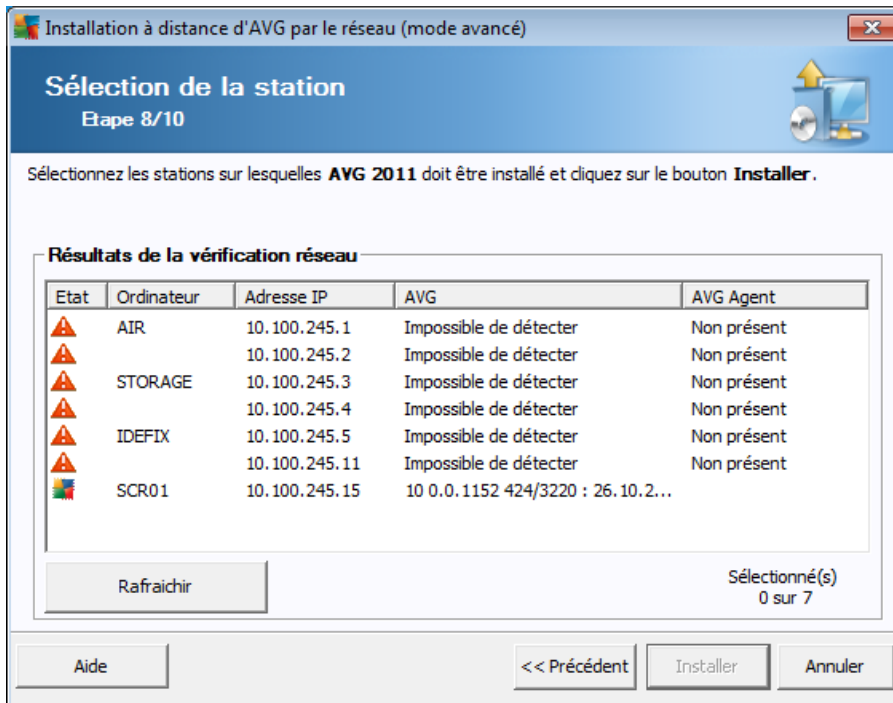 Installation à distance d'AVG par le réseau (mode avancé)
Sélection de la station
Etape 8/10
Sélectionnez les stations sur lesquelles AVG 2011 doit être installé et cliquez sur le bouton Installer.
Résultats de la vérification réseau
Etat Ordinateur Adresse IP AVG AVG Agent
AIR 10.100.245.1 Impossible de détecter Non présent
10.100.245.2 Impossible de détecter Non présent
STORAGE 10.100.245.3 Impossible de détecter Non présent
10.100.245.4 Impossible de détecter Non présent
IDEFIX 10.100.245.5 Impossible de détecter Non présent
10.100.245.11 Impossible de détecter Non présent
SCR01 10.100.245.15 10 0.0.1152 424/3220 : 26.10.2...
Rafraichir
Sélectionné(s)
0 sur 7
Aide << Précédent Installer Annuler